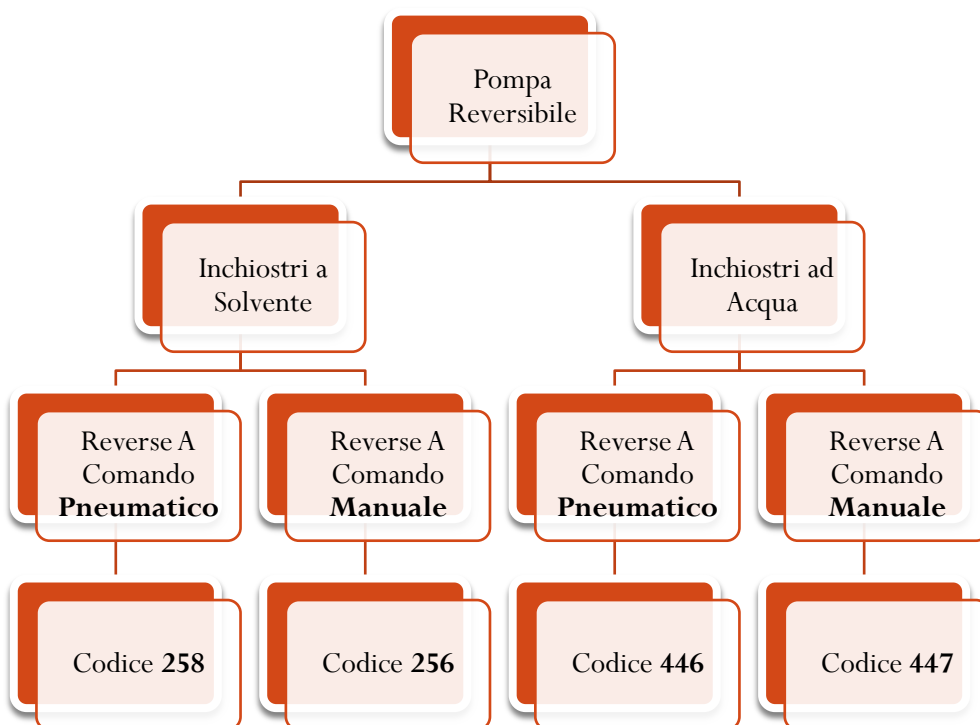 Pompa
Reversibile
Inchiostri a
Solvente
Inchiostri ad
Acqua
Reverse A
Comando
Pneumatico
Reverse A
Comando
Manuale
Reverse A
Comando
Pneumatico
Reverse A
Comando
Manuale
Codice 258
Codice 256
Codice 446
Codice 447